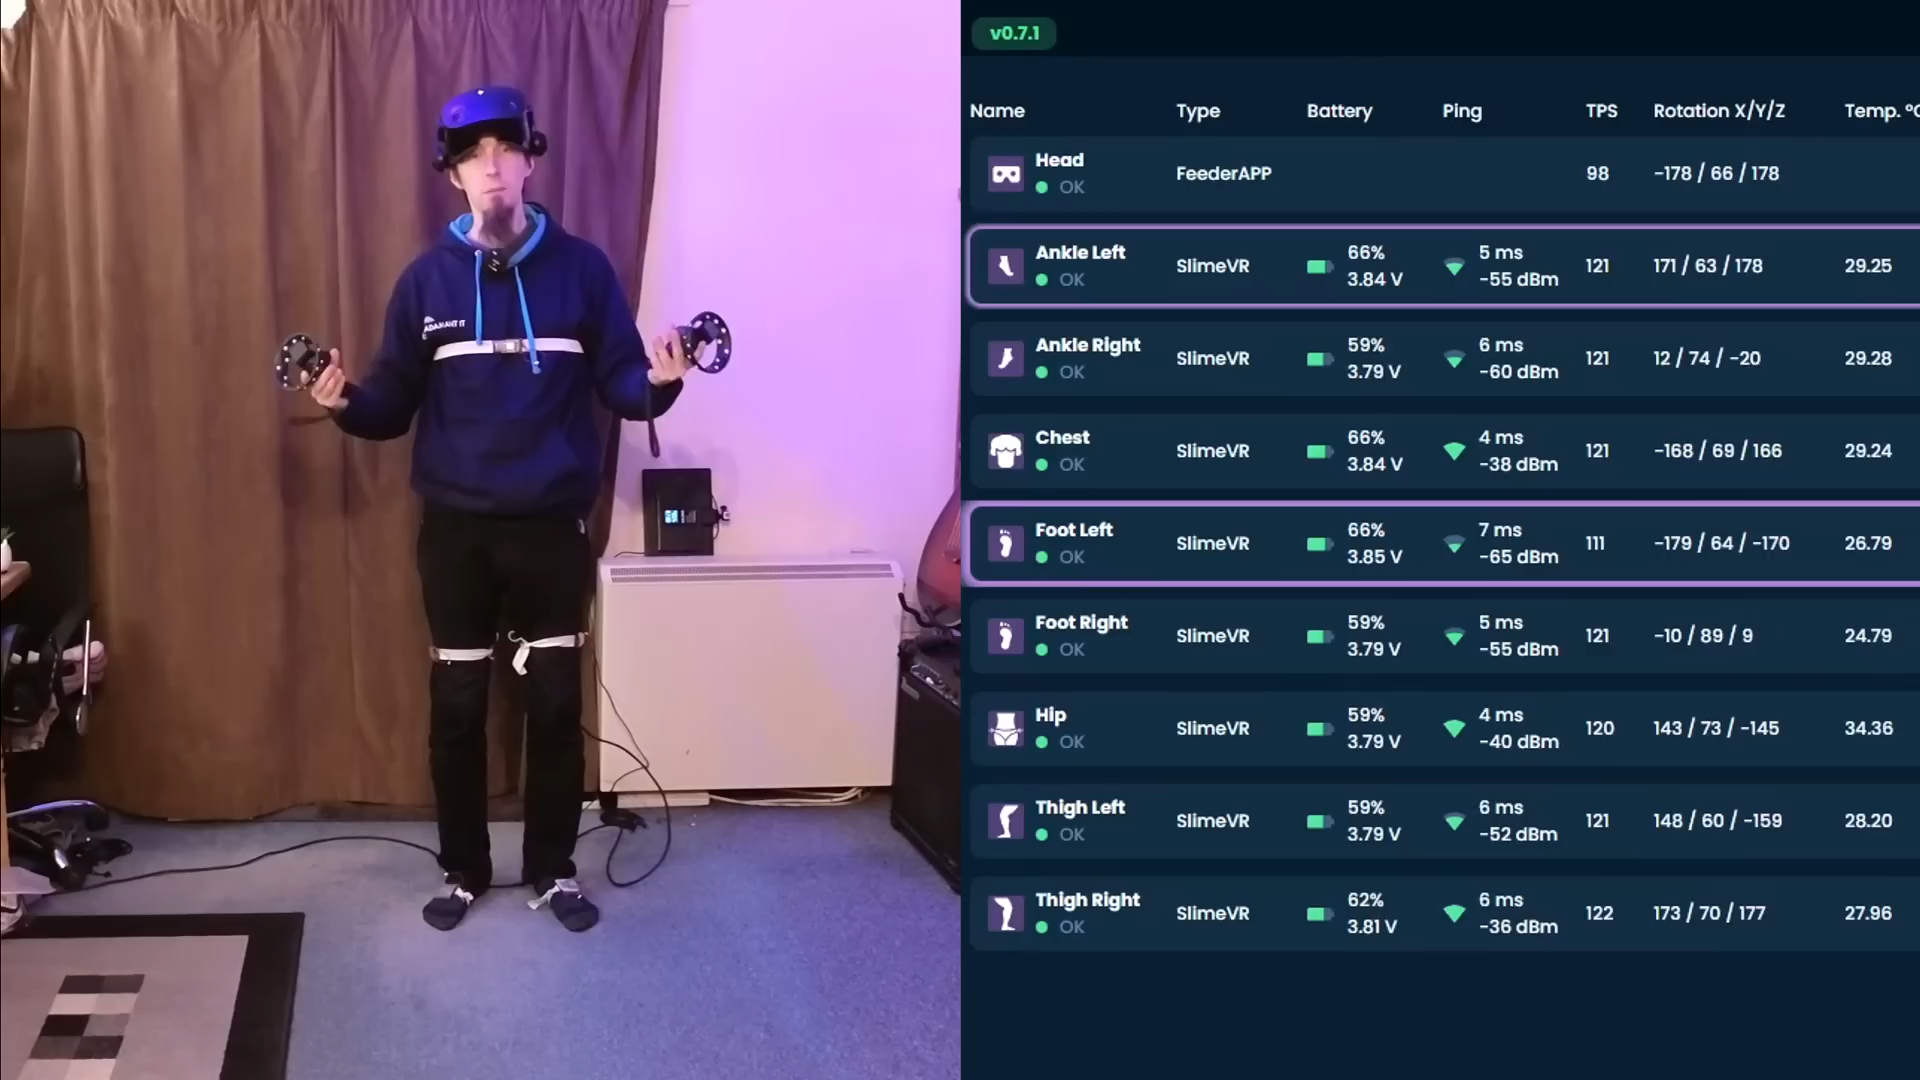 v0.7.1
Name Type Battery Ping TPS Rotation X/Y/Z Temp. °C
Head
OK
FeederAPP 98 -178 / 66 / 178
Ankle Left
OK
SlimeVR 66% 3.84 V 5 ms -55 dBm 121 171 / 63 / 178 29.25
Ankle Right
OK
SlimeVR 59% 3.79 V 6 ms -60 dBm 121 12 / 74 / -20 29.28
Chest
OK
SlimeVR 66% 3.84 V 4 ms -38 dBm 121 -168 / 69 / 166 29.24
Foot Left
OK
SlimeVR 66% 3.85 V 7 ms -65 dBm 111 -179 / 64 / -170 26.79
Foot Right
OK
SlimeVR 59% 3.79 V 5 ms -55 dBm 121 -10 / 89 / 9 24.79
Hip
OK
SlimeVR 59% 3.79 V 4 ms -40 dBm 120 143 / 73 / -145 34.36
Thigh Left
OK
SlimeVR 59% 3.79 V 6 ms -52 dBm 121 148 / 60 / -159 28.20
Thigh Right
OK
SlimeVR 62% 3.81 V 6 ms -36 dBm 122 173 / 70 / 177 27.96
ADAMANT IT